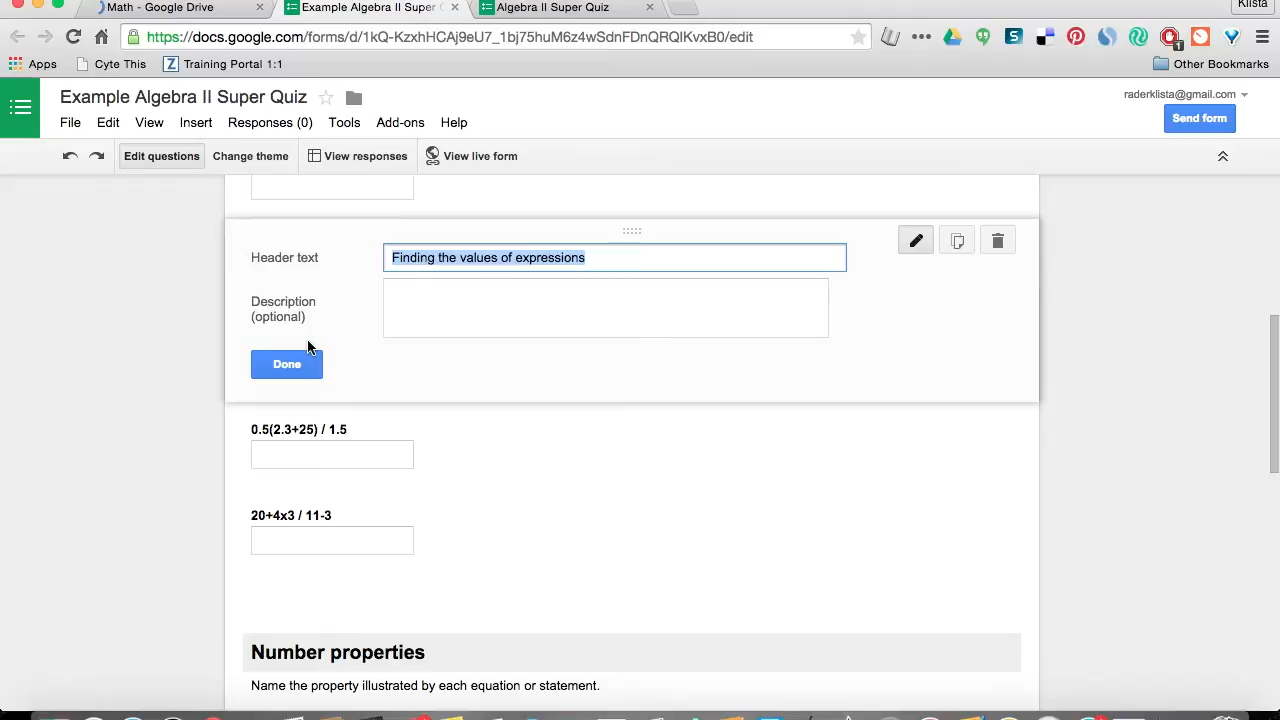 Math - Google Drive
Example Algebra II Super
Algebra II Super Quiz
Klista
https://docs.google.com/forms/d/1kQ-KzxhHCAj9eU7_1bj75huM6z4wSdnFDnQRQlKvxB0/edit
Apps
Cyte This
Z Training Portal 1:1
Other Bookmarks
Example Algebra II Super Quiz
raderklista@gmail.com
File Edit View Insert Responses (0) Tools Add-ons Help
Send form
Edit questions Change theme View responses View live form
Header text
Finding the values of expressions
Description
(optional)
Done
0.5(2.3+25) / 1.5
20+4x3 / 11-3
Number properties
Name the property illustrated by each equation or statement.